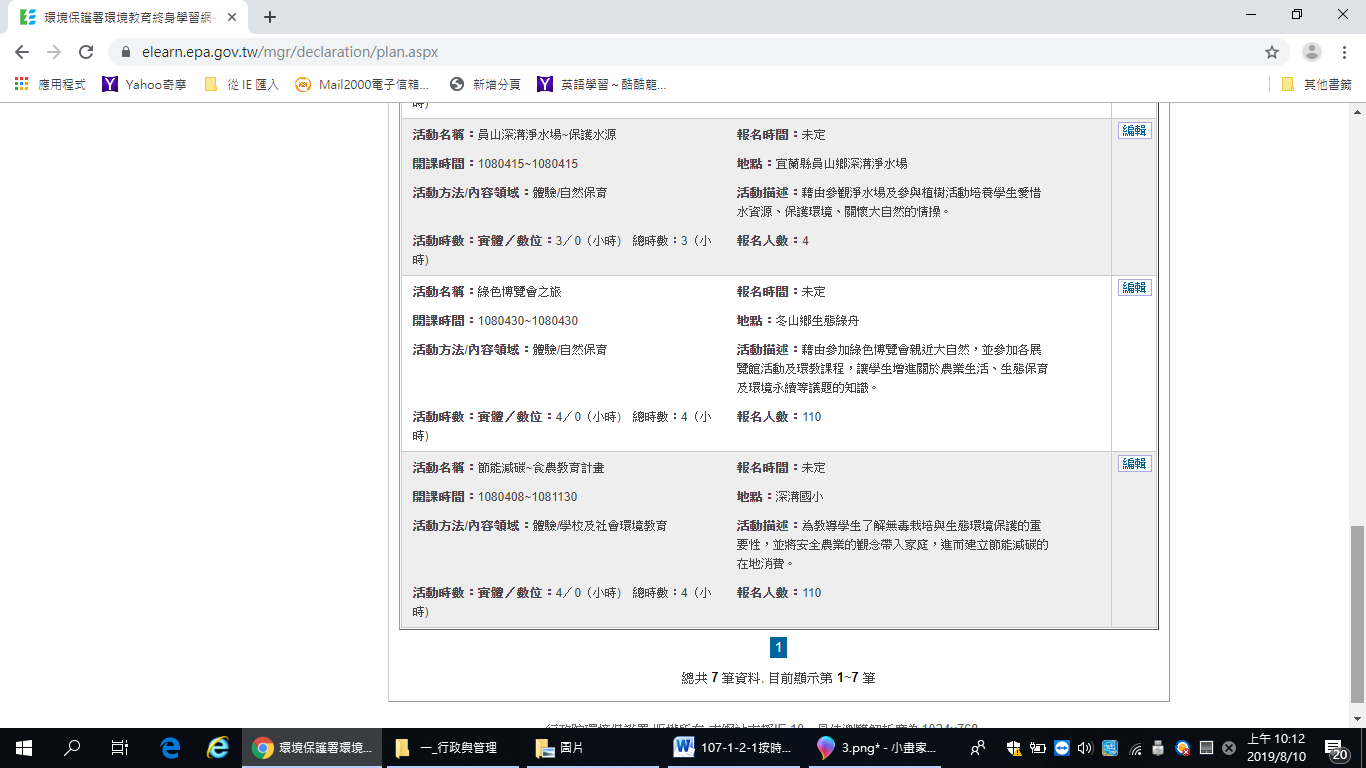 環境保護署環境教育終身學習網-
elearn.epa.gov.tw/mgr/declaration/plan.aspx
應用程式 Yahoo奇摩 從 IE 匯入 Mail2000電子信箱... 新增分頁 英語學習~酷酷龍... 其他書籤
時)
活動名稱：員山深溝淨水場~保護水源 報名時間：未定 編輯
開課時間：1080415~1080415 地點：宜蘭縣員山鄉深溝淨水場
活動方法/內容領域：體驗/自然保育 活動描述：藉由參觀淨水場及參與植樹活動培養學生愛惜
水資源、保護環境、關懷大自然的情操。
活動時數：實體／數位：3／0（小時） 總時數：3（小 報名人數：4
時)
活動名稱：綠色博覽會之旅 報名時間：未定 編輯
開課時間：1080430~1080430 地點：冬山鄉生態綠舟
活動方法/內容領域：體驗/自然保育 活動描述：藉由參加綠色博覽會親近大自然，並參加各展
覽館活動及環教課程，讓學生增進關於農業生活、生態保育
及環境永續等議題的知識。
活動時數：實體／數位：4／0（小時） 總時數：4（小 報名人數：110
時)
活動名稱：節能減碳~食農教育計畫 報名時間：未定 編輯
開課時間：1080408~1081130 地點：深溝國小
活動方法/內容領域：體驗/學校及社會環境教育 活動描述：為教導學生了解無毒栽培與生態環境保護的重
要性，並將安全農業的觀念帶入家庭，進而建立節能減碳的
在地消費。
活動時數：實體／數位：4／0（小時） 總時數：4（小 報名人數：110
時)
1
總共 7 筆資料, 目前顯示第 1~7 筆
環境保護署環境... 一_行政與管理 圖片 107-1-2-1按時... 3.png* - 小畫家... 上午 10:12
2019/8/10
20